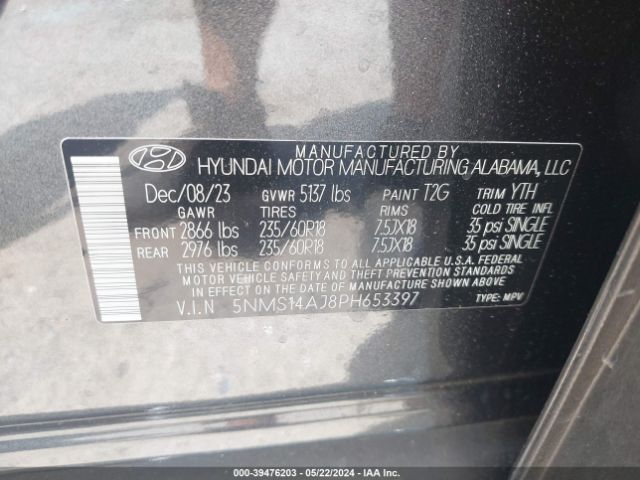 MANUFACTURED BY
HYUNDAI MOTOR MANUFACTURING ALABAMA, LLC
Dec/08/23 GVWR 5137 lbs PAINT T2G TRIM YTH
GAWR TIRES RIMS COLD TIRE INFL
FRONT 2866 lbs 235/60R18 7.5JX18 35 psi SINGLE
REAR 2976 lbs 235/60R18 7.5JX18 35 psi SINGLE
THIS VEHICLE CONFORMS TO ALL APPLICABLE U.S.A. FEDERAL
MOTOR VEHICLE SAFETY AND THEFT PREVENTION STANDARDS
IN EFFECT ON THE DATE OF MANUFACTURE SHOWN ABOVE
V.I.N 5NMS14AJ8PH653397 TYPE: MPV
000-39476203 - 05/22/2024 - IAA Inc.